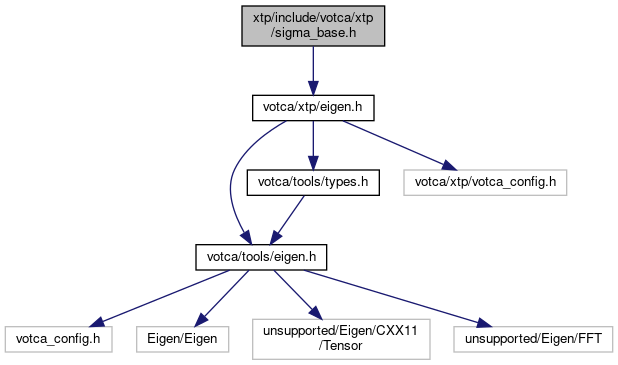 xtp/include/votca/xtp
/sigma_base.h
votca/xtp/eigen.h
votca/tools/types.h
votca/xtp/votca_config.h
votca/tools/eigen.h
votca_config.h
Eigen/Eigen
unsupported/Eigen/CXX11
/Tensor
unsupported/Eigen/FFT